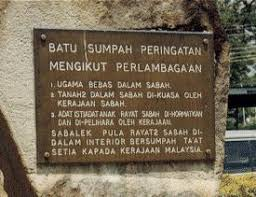 BATU SUMPAH PERINGATAN
MENGIKUT PERLAMBAGAAN
1. UGAMA BEBAS DALAM SABAH.
2. TANAH2 DALAM SABAH DI-KUASA OLEH
KERAJAAN SABAH.
3. ADAT ISTIADAT ANAK RAYAT SABAH DI-HORMATKAN
DAN DI-PELIHARA OLEH KERAJAAN.
SABALEK PULA RAYAT2 SABAH DI-
DALAM INTERIOR BERSUMPAH TA'AT
SETIA KAPADA KERAJAAN MALAYSIA.